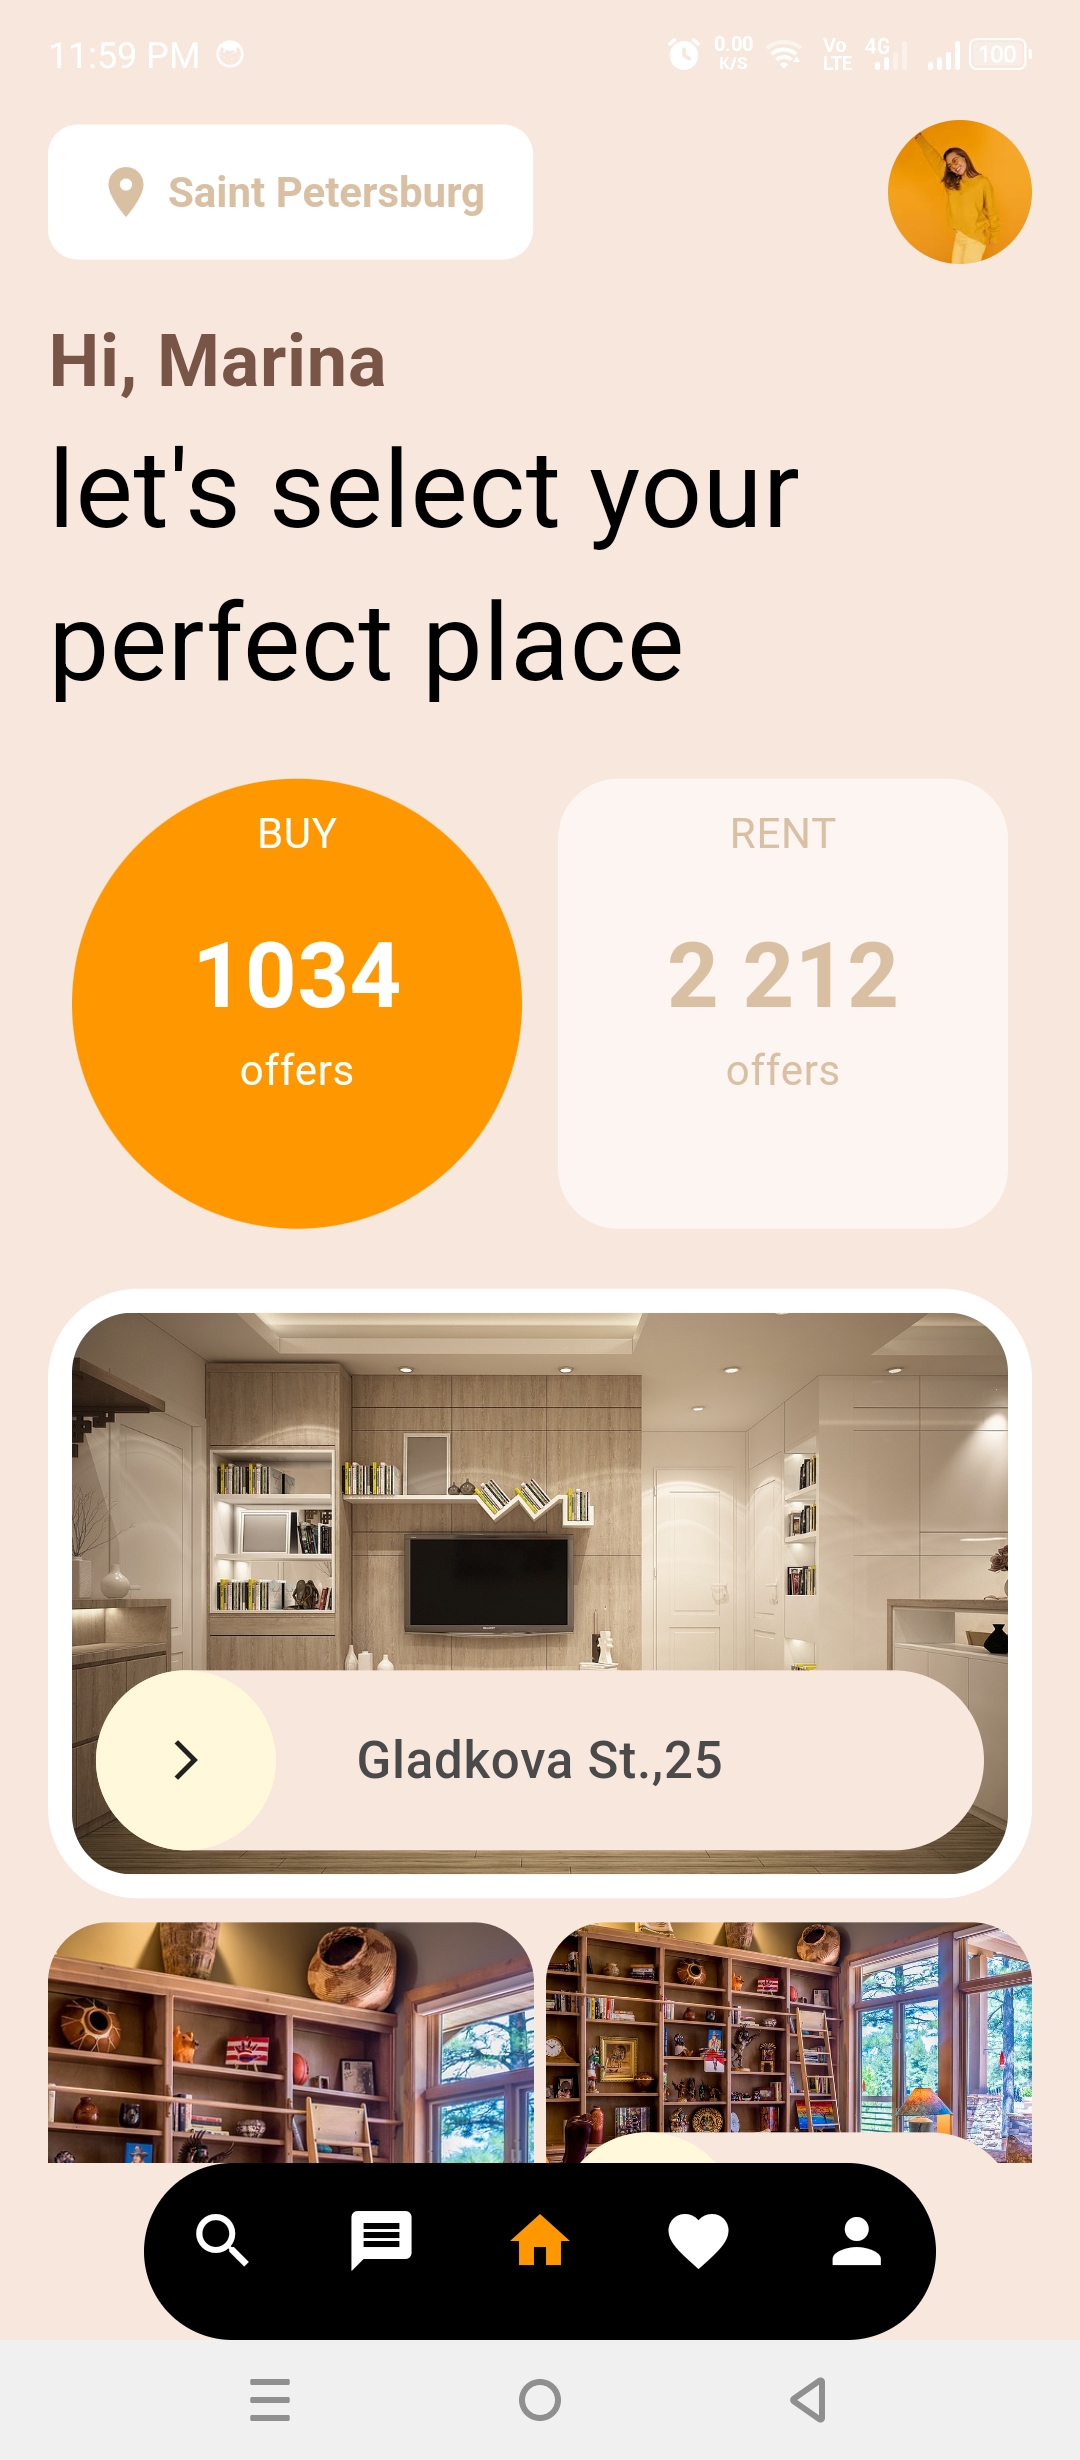 11:59 PM
0.00 K/S
Vo LTE
4G
100
Saint Petersburg
Hi, Marina
let's select your
perfect place
BUY
1034
offers
RENT
2 212
offers
Gladkova St.,25